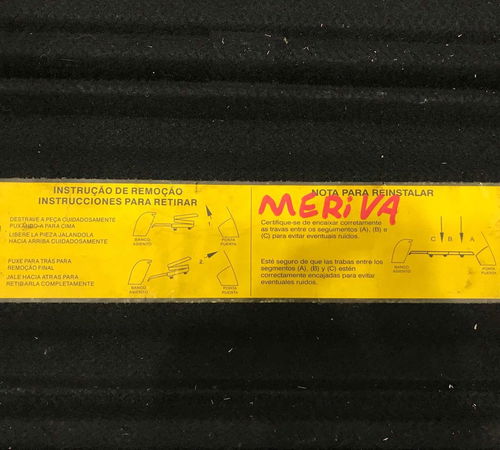 INSTRUÇÃO DE REMOÇÃO
INSTRUCCIONES PARA RETIRAR
DESTRAVE A PEÇA CUIDADOSAMENTE
PUXANDO-A PARA CIMA
LIBERE LA PIEZA JALANDOLA
HACIA ARRIBA CUIDADOSAMENTE
BANCO
ASIENTO
1.
PORTA
PUERTA
PUXE PARA TRÁS PARA
REMOÇÃO FINAL
JALE HACIA ATRAS PARA
RETIRARLA COMPLETAMENTE
BANCO
ASIENTO
2.
PORTA
PUERTA
NOTA PARA REINSTALAR
MERiVA
Certifique-se de encaixar corretamente
as travas entre os seguimentos (A), (B) e
(C) para evitar eventuais ruídos.
Esté seguro de que las trabas entre los
segmentos (A), (B) y (C) estén
correctamente encajadas para evitar
eventuales ruidos.
C B A
BANCO
ASIENTO
PORTA
PUERTA